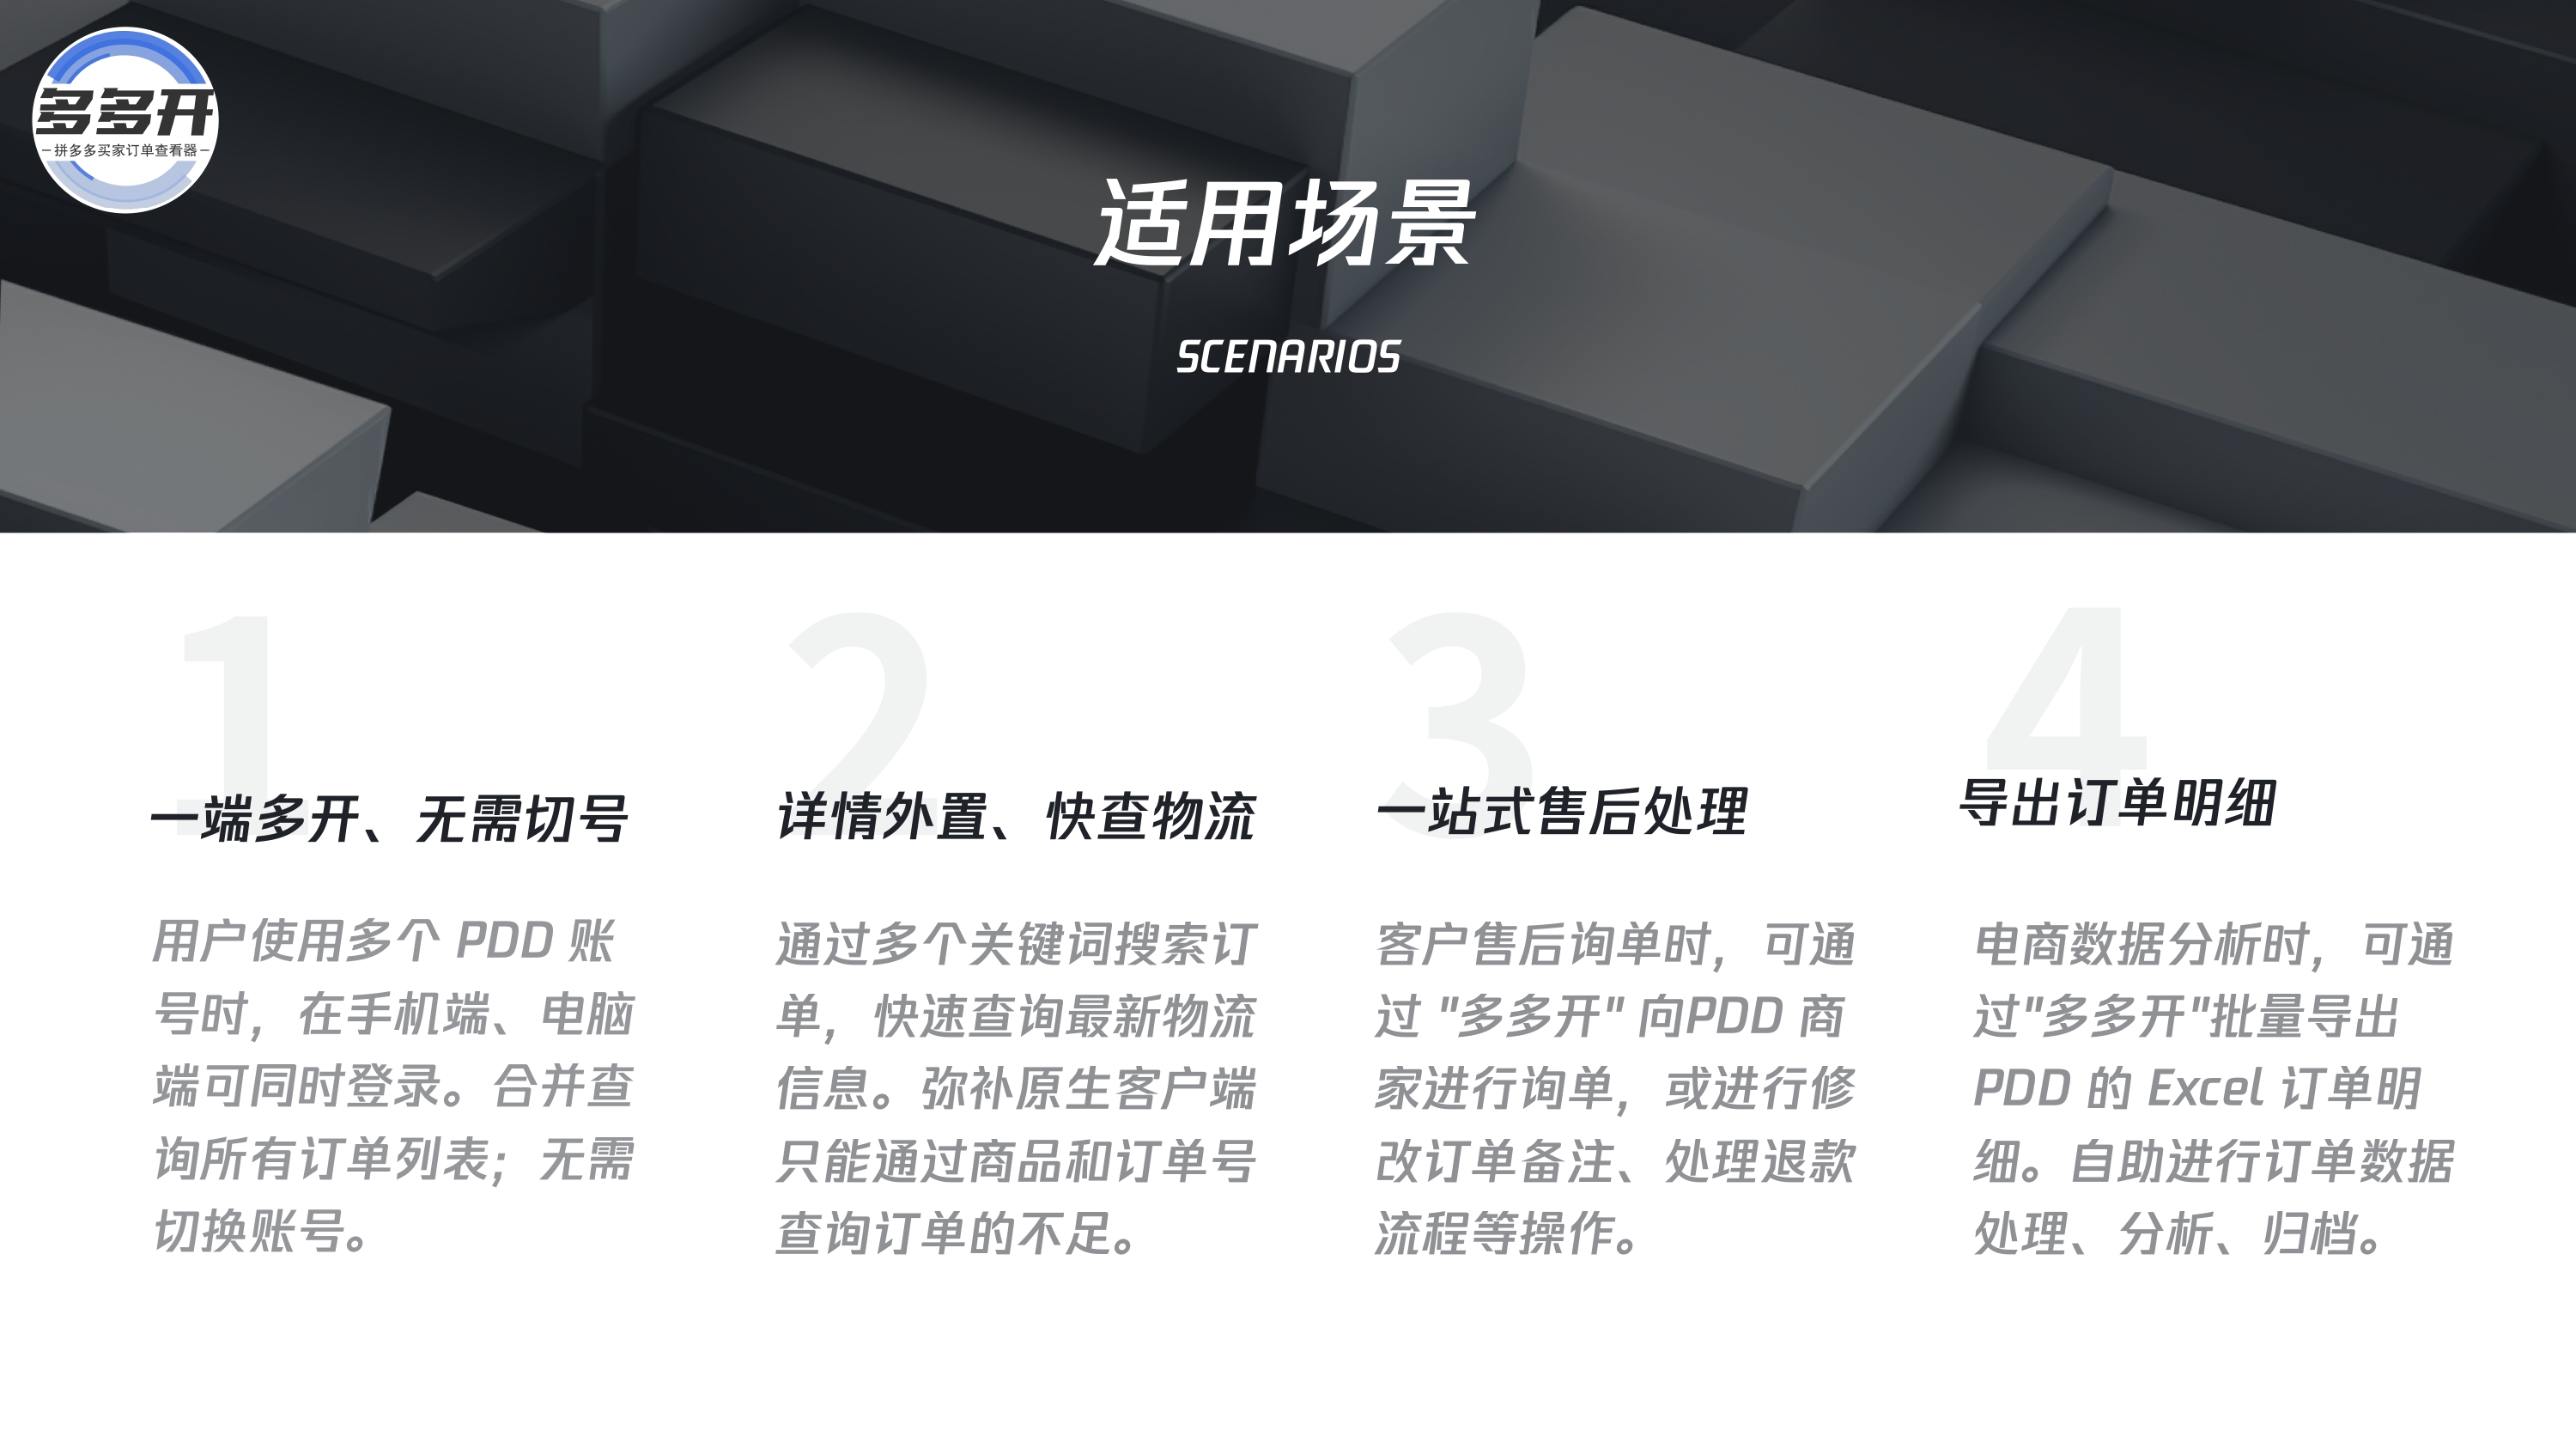 多多开
拼多多买家订单查看器
适用场景
SCENARIOS
1
一端多开、无需切号
用户使用多个 PDD 账
号时，在手机端、电脑
端可同时登录。合并查
询所有订单列表；无需
切换账号。
2
详情外置、快查物流
通过多个关键词搜索订
单，快速查询最新物流
信息。弥补原生客户端
只能通过商品和订单号
查询订单的不足。
3
一站式售后处理
客户售后询单时，可通
过 "多多开" 向PDD 商
家进行询单，或进行修
改订单备注、处理退款
流程等操作。
4
导出订单明细
电商数据分析时，可通
过"多多开"批量导出
PDD 的 Excel 订单明
细。自助进行订单数据
处理、分析、归档。